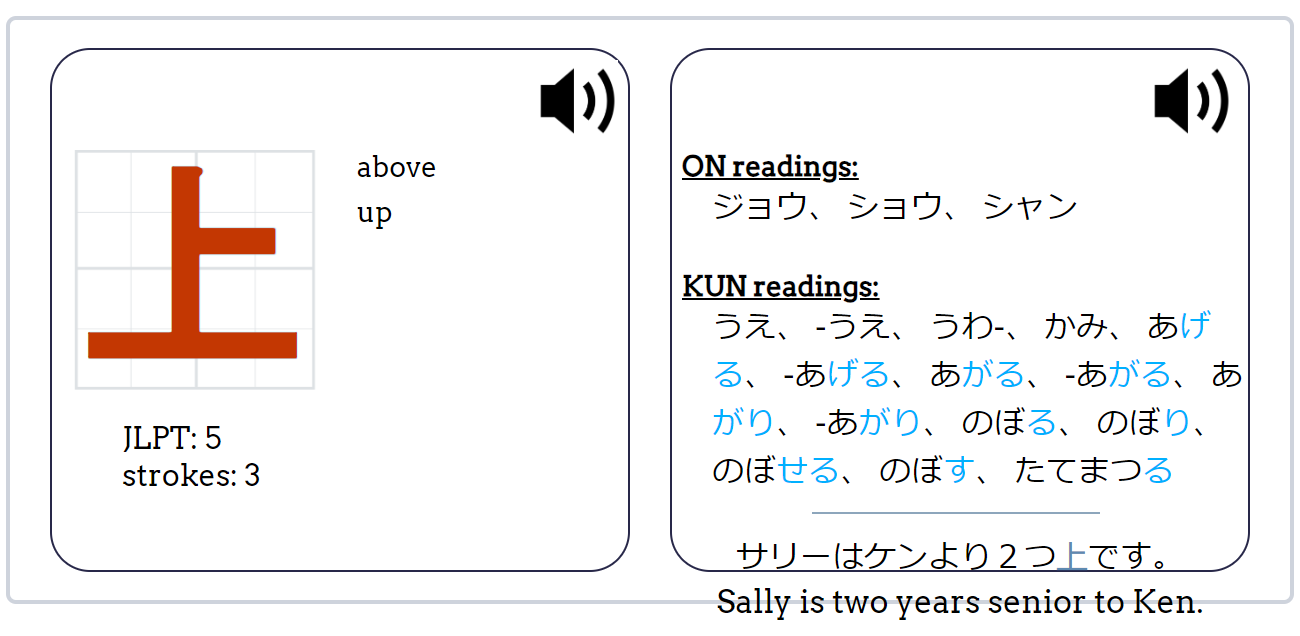 上
above
up
JLPT: 5
strokes: 3
ON readings:
ジョウ、 ショウ、 シャン
KUN readings:
うえ、 -うえ、 うわ-、 かみ、 あげ
る、 -あげる、 あがる、 -あがる、 あ
がり、 -あがり、 のぼる、 のぼり、
のぼせる、 のぼす、 たてまつる
サリーはケンより２つ上です。
Sally is two years senior to Ken.